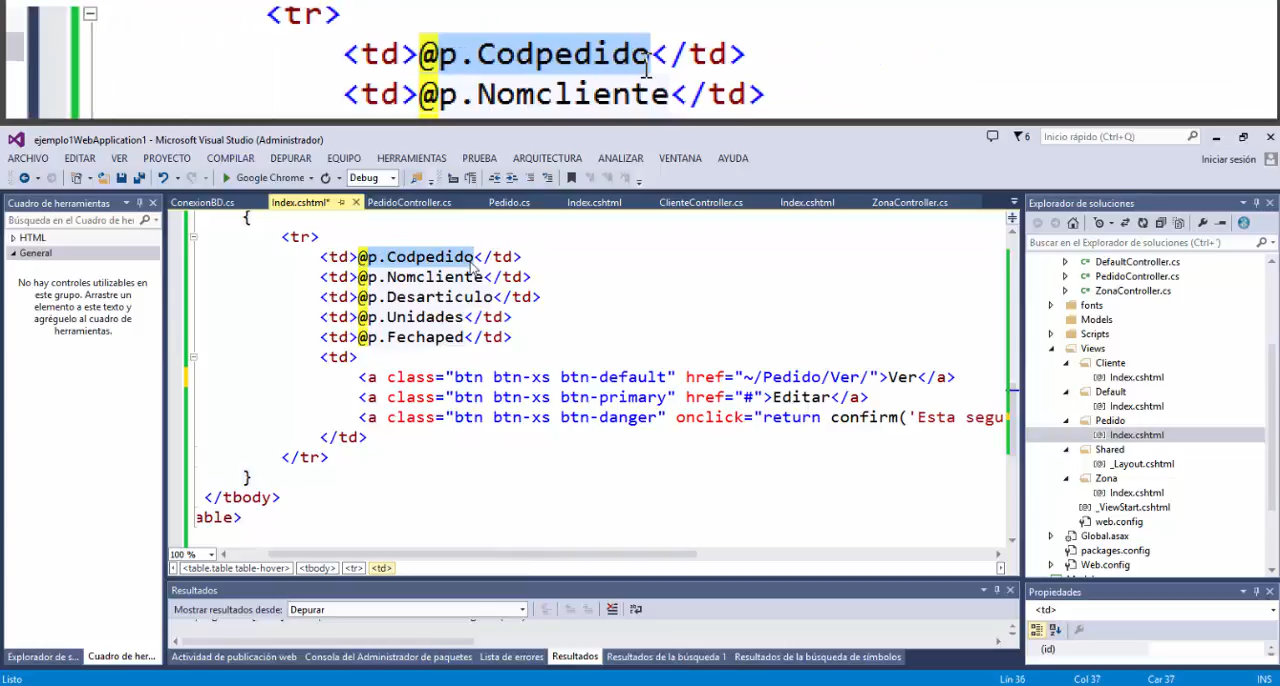 <tr>
<td>@p.Codpedido</td>
<td>@p.Nomcliente</td>
ejemplo1WebApplication1 - Microsoft Visual Studio (Administrador)
6
Inicio rápido (Ctrl+Q)
ARCHIVO EDITAR VER PROYECTO COMPILAR DEPURAR EQUIPO HERRAMIENTAS PRUEBA ARQUITECTURA ANALIZAR VENTANA AYUDA
Iniciar sesión
Google Chrome Debug
Cuadro de herramientas
ConexionBD.cs Index.cshtml* PedidoController.cs Pedido.cs Index.cshtml ClienteController.cs Index.cshtml ZonaController.cs
Explorador de soluciones
Búsqueda en el Cuadro de her
HTML
General
No hay controles utilizables en
este grupo. Arrastre un
elemento a este texto y
agréguelo al cuadro de
herramientas.
{
<tr>
<td>@p.Codpedido</td>
<td>@p.Nomcliente</td>
<td>@p.Desarticulo</td>
<td>@p.Unidades</td>
<td>@p.Fechaped</td>
<td>
<a class="btn btn-xs btn-default" href="~/Pedido/Ver/">Ver</a>
<a class="btn btn-xs btn-primary" href="#">Editar</a>
<a class="btn btn-xs btn-danger" onclick="return confirm('Esta segu
</td>
</tr>
}
</tbody>
able>
100 %
<table.table table-hover> <tbody> <tr> <td>
Buscar en el Explorador de soluciones (Ctrl+')
DefaultController.cs
PedidoController.cs
ZonaController.cs
fonts
Models
Scripts
Views
Cliente
Index.cshtml
Default
Index.cshtml
Pedido
Index.cshtml
Shared
_Layout.cshtml
Zona
Index.cshtml
_ViewStart.cshtml
web.config
Global.asax
packages.config
Web.config
Resultados
Mostrar resultados desde: Depurar
Propiedades
<td>
(id)
Explorador de s... Cuadro de her...
Actividad de publicación web Consola del Administrador de paquetes Lista de errores Resultados Resultados de la búsqueda 1 Resultados de la búsqueda de símbolos
Listo
Lín 36 Col 37 Car 37 INS